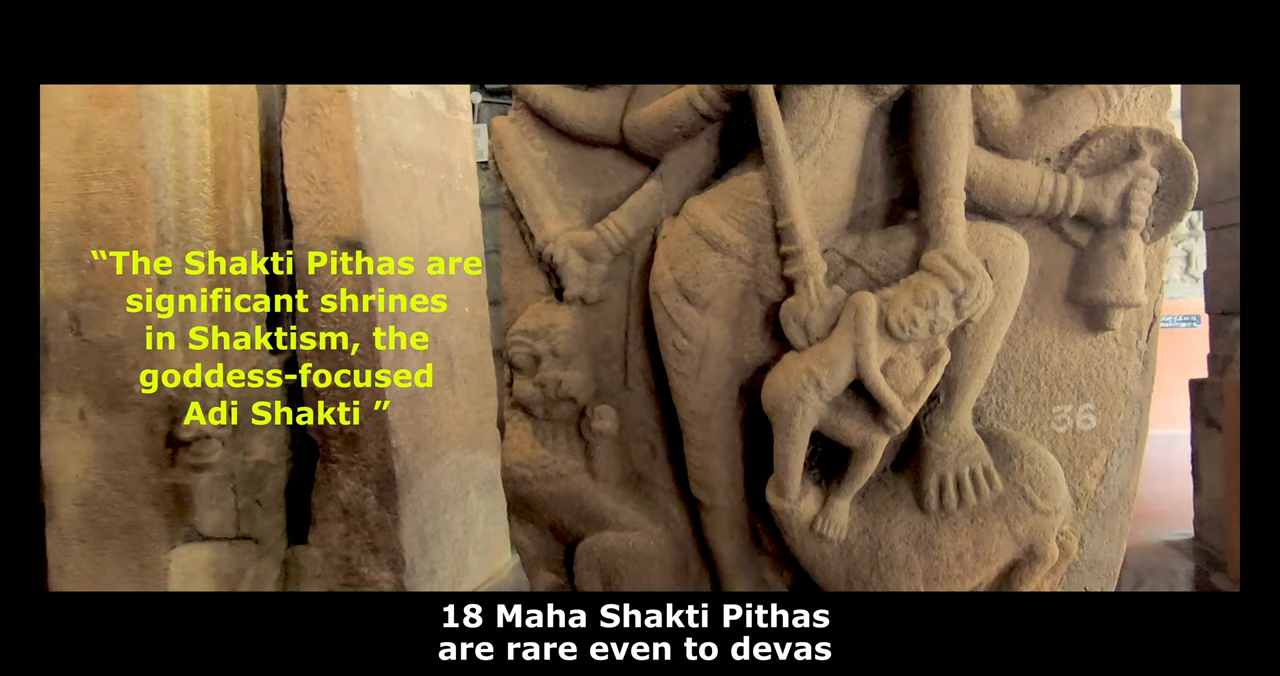 “The Shakti Pithas are
significant shrines
in Shaktism, the
goddess-focused
Adi Shakti ”
36
18 Maha Shakti Pithas
are rare even to devas